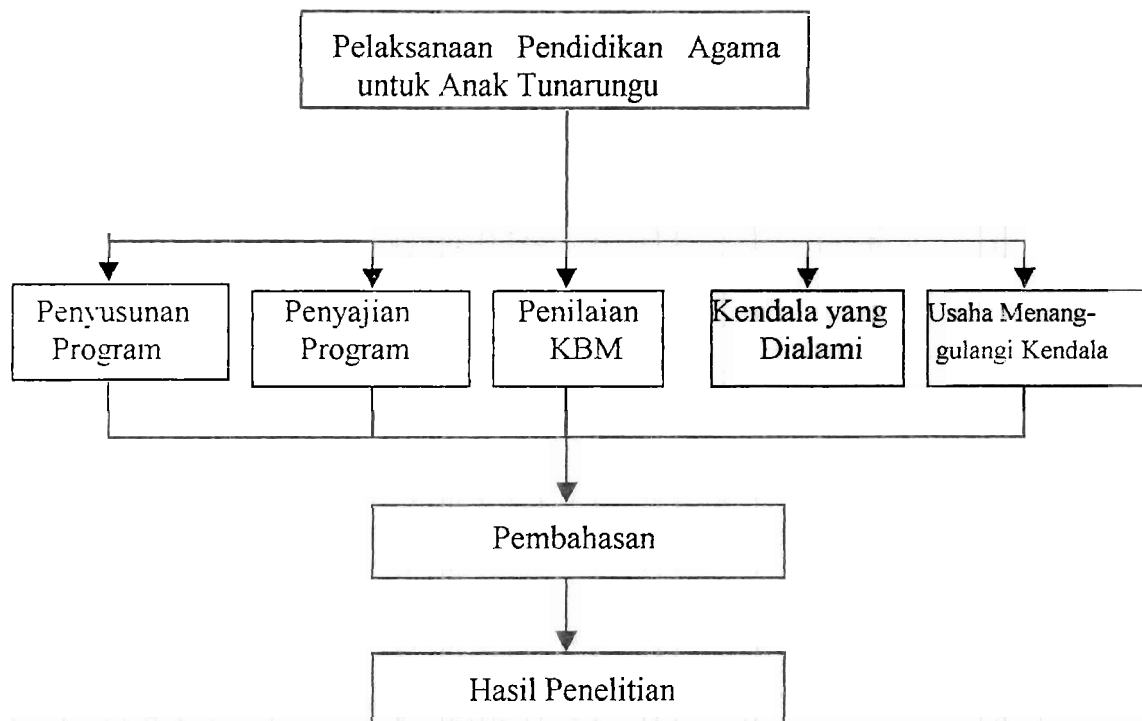 Pelaksanaan Pendidikan Agama
untuk Anak Tunarungu
Penyusunan
Program
Penyajian
Program
Penilaian
KBM
Kendala yang
Dialami
Usaha Menang-
gulangi Kendala
Pembahasan
Hasil Penelitian